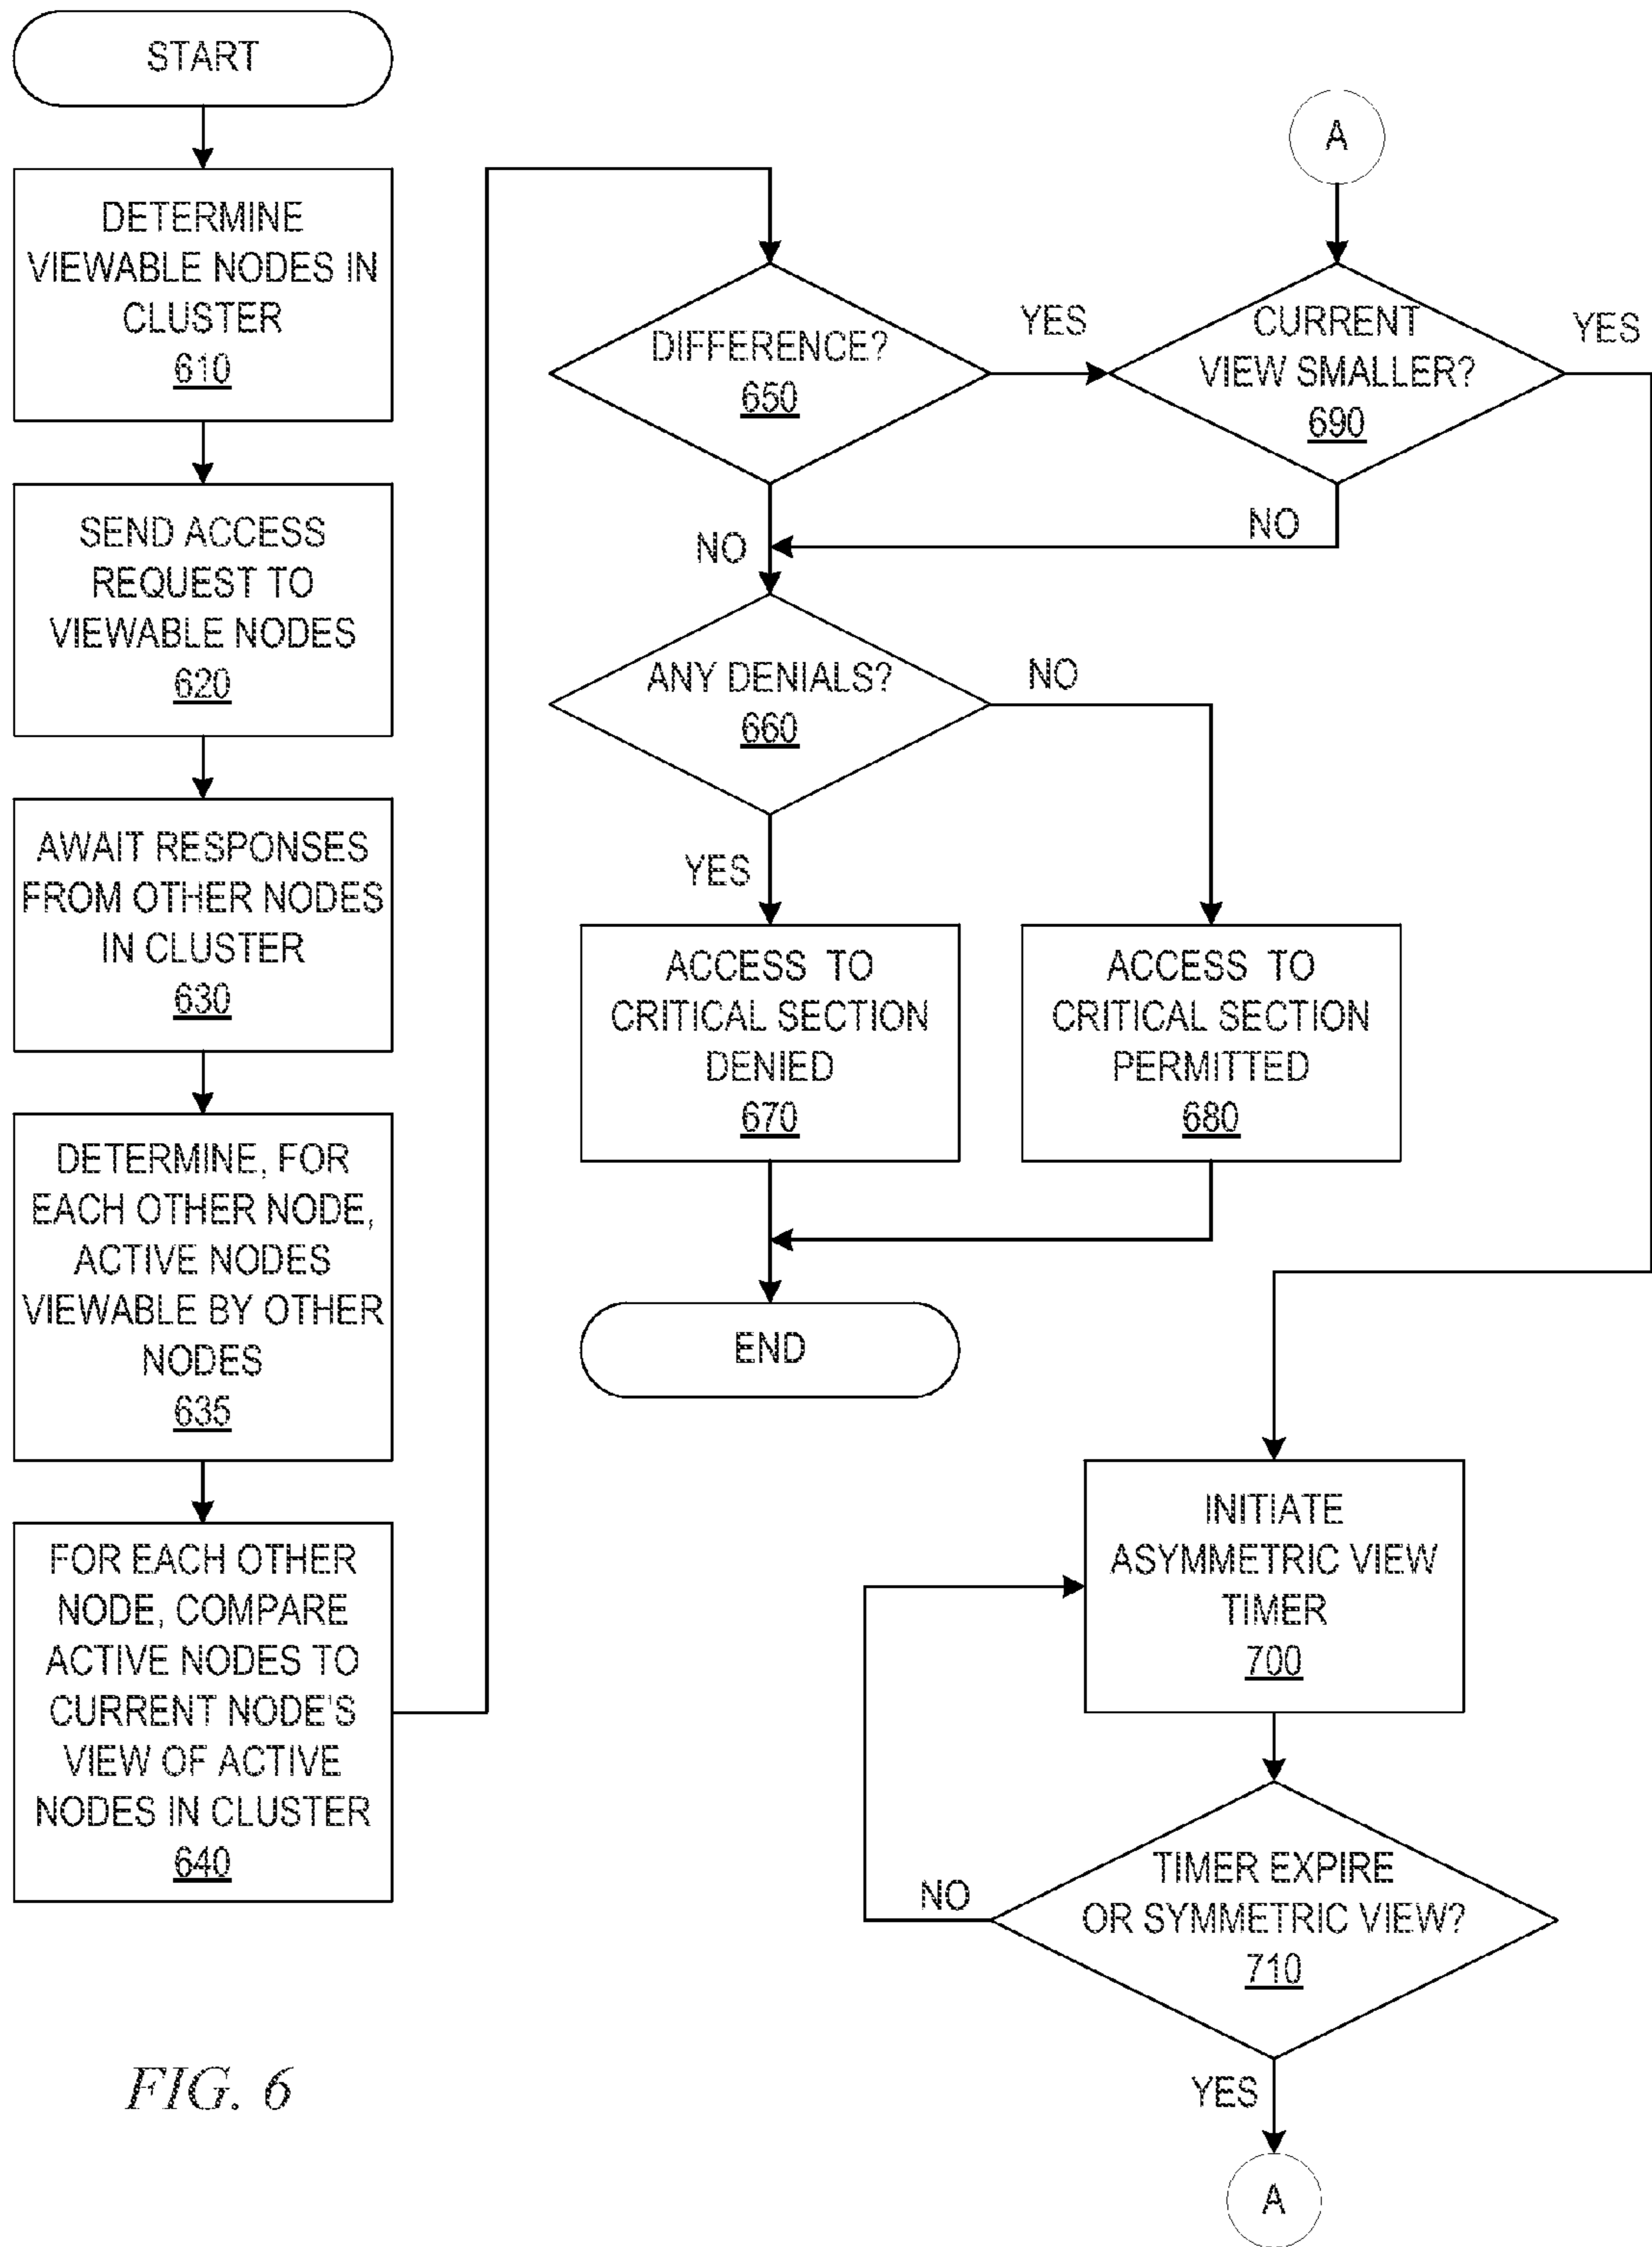 START
DETERMINE
VIEWABLE NODES IN
CLUSTER
610
SEND ACCESS
REQUEST TO
VIEWABLE NODES
620
AWAIT RESPONSES
FROM OTHER NODES
IN CLUSTER
630
DETERMINE, FOR
EACH OTHER NODE,
ACTIVE NODES
VIEWABLE BY OTHER
NODES
635
FOR EACH OTHER
NODE, COMPARE
ACTIVE NODES TO
CURRENT NODE'S
VIEW OF ACTIVE
NODES IN CLUSTER
640
DIFFERENCE?
650
YES
NO
A
CURRENT
VIEW SMALLER?
690
YES
NO
ANY DENIALS?
660
NO
YES
ACCESS TO
CRITICAL SECTION
DENIED
670
ACCESS TO
CRITICAL SECTION
PERMITTED
680
END
INITIATE
ASYMMETRIC VIEW
TIMER
700
TIMER EXPIRE
OR SYMMETRIC VIEW?
710
NO
YES
A
FIG. 6